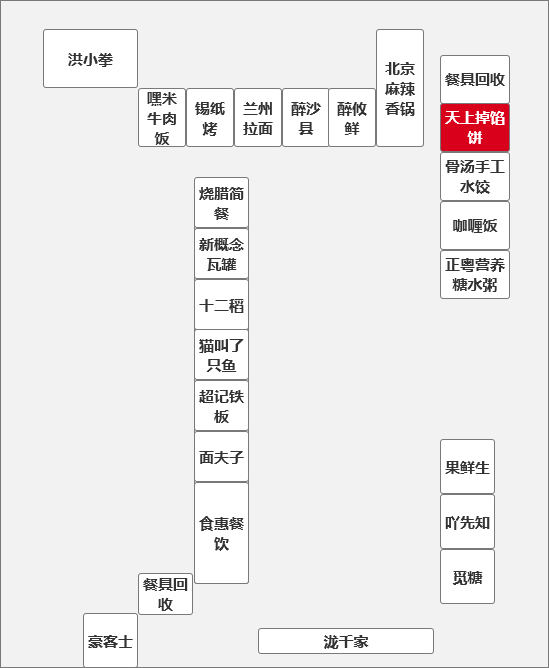 洪小拳
嘿米
牛肉
饭
锡纸
烤
兰州
拉面
醉沙
县
醉攸
鲜
北京
麻辣
香锅
餐具回收
天上掉馅
饼
骨汤手工
水饺
咖喱饭
正粤营养
糖水粥
烧腊简
餐
新概念
瓦罐
十二稻
猫叫了
只鱼
超记铁
板
面夫子
食惠餐
饮
餐具回
收
豪客士
泷千家
果鲜生
吖先知
觅糖